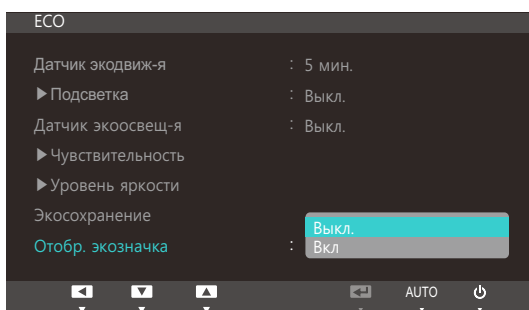 ECO
Датчик экодвиж-я : 5 мин.
▶Подсветка : Выкл.
Датчик экоосвещ-я : Выкл.
▶Чувствительность
▶Уровень яркости
Экосохранение
Выкл.
Отобр. экозначка : Вкл
AUTO